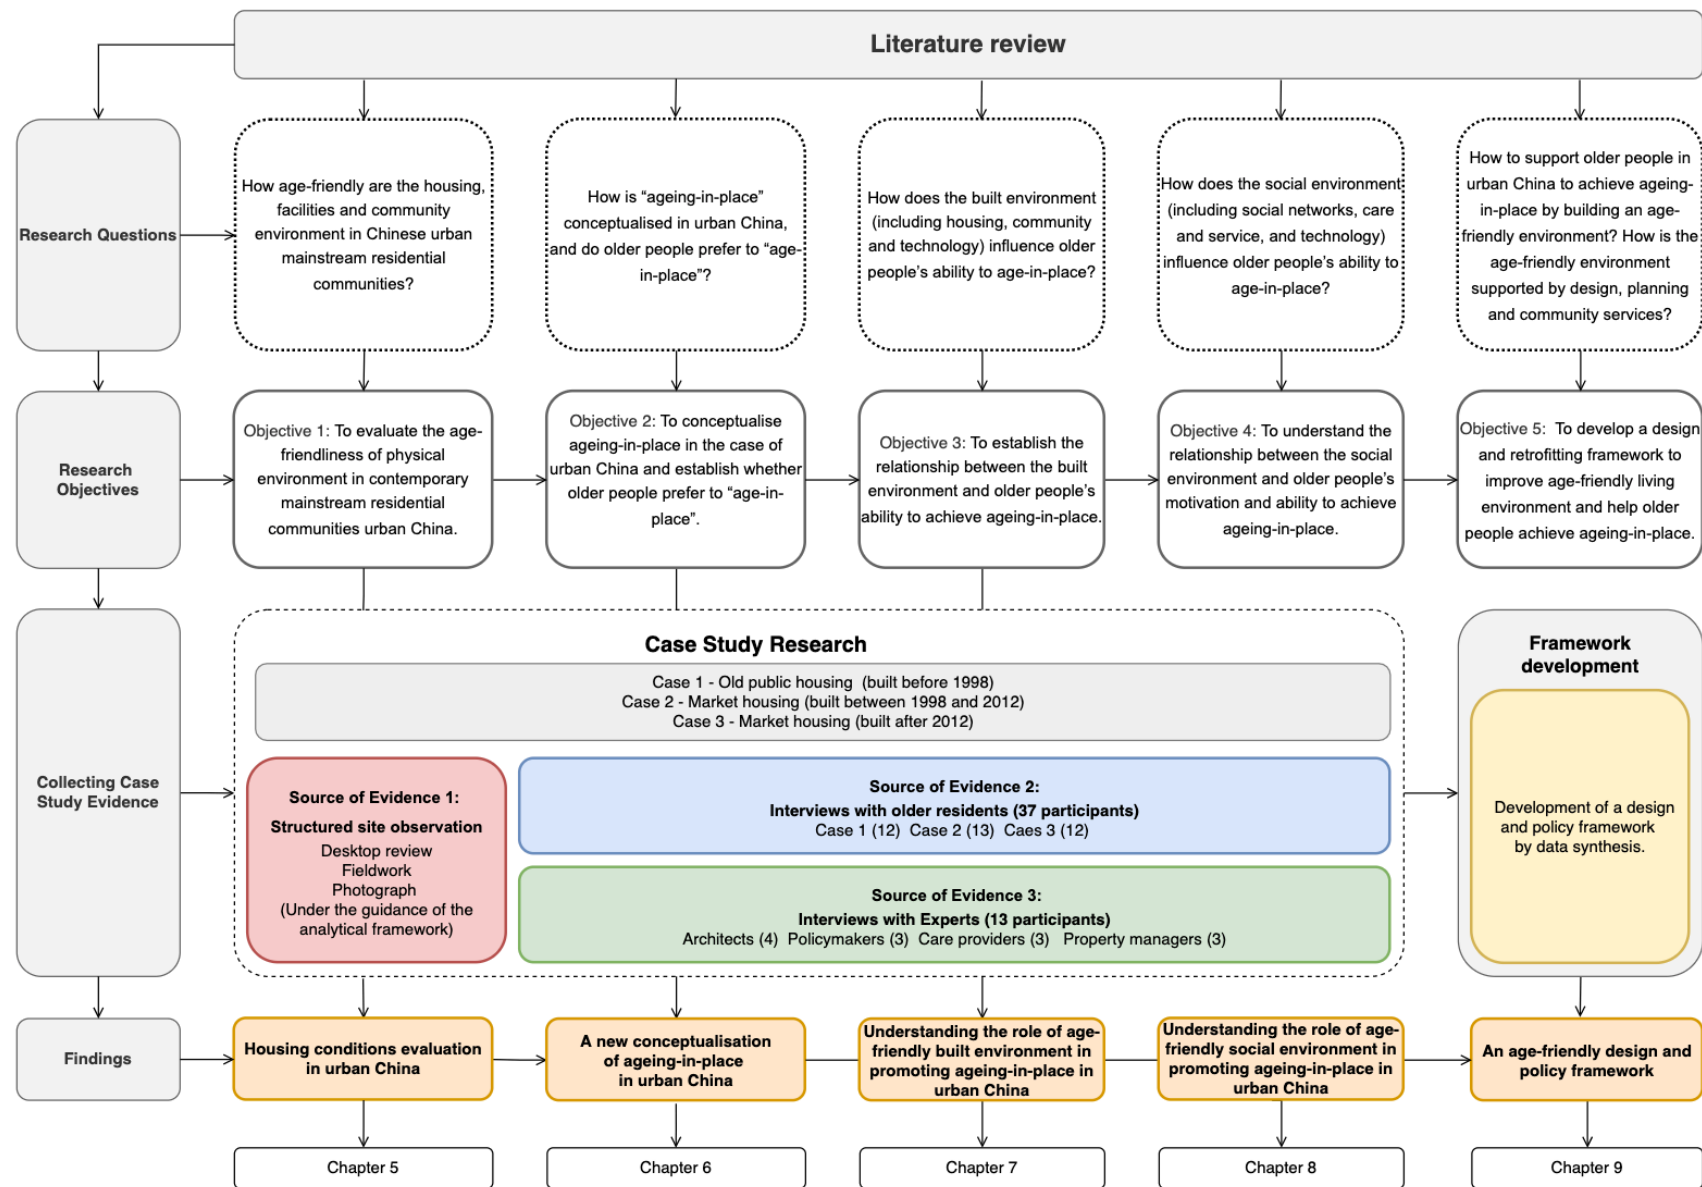 Literature review
Research Questions
How age-friendly are the housing,
facilities and community
environment in Chinese urban
mainstream residential
communities?
How is “ageing-in-place”
conceptualised in urban China,
and do older people prefer to “age-
in-place”?
How does the built environment
(including housing, community
and technology) influence older
people’s ability to age-in-place?
How does the social environment
(including social networks, care
and service, and technology)
influence older people’s ability to
age-in-place?
How to support older people in
urban China to achieve ageing-
in-place by building an age-
friendly environment? How is the
age-friendly environment
supported by design, planning
and community services?
Research
Objectives
Objective 1: To evaluate the age-
friendliness of physical
environment in contemporary
mainstream residential
communities urban China.
Objective 2: To conceptualise
ageing-in-place in the case of
urban China and establish whether
older people prefer to “age-in-
place”.
Objective 3: To establish the
relationship between the built
environment and older people’s
ability to achieve ageing-in-place.
Objective 4: To understand the
relationship between the social
environment and older people’s
motivation and ability to achieve
ageing-in-place.
Objective 5: To develop a design
and retrofitting framework to
improve age-friendly living
environment and help older
people achieve ageing-in-place.
Collecting Case
Study Evidence
Case Study Research
Case 1 - Old public housing (built before 1998)
Case 2 - Market housing (built between 1998 and 2012)
Case 3 - Market housing (built after 2012)
Source of Evidence 1:
Structured site observation
Desktop review
Fieldwork
Photograph
(Under the guidance of the
analytical framework)
Source of Evidence 2:
Interviews with older residents (37 participants)
Case 1 (12) Case 2 (13) Caes 3 (12)
Source of Evidence 3:
Interviews with Experts (13 participants)
Architects (4) Policymakers (3) Care providers (3) Property managers (3)
Framework
development
Development of a design
and policy framework
by data synthesis.
Findings
Housing conditions evaluation
in urban China
A new conceptualisation
of ageing-in-place
in urban China
Understanding the role of age-
friendly built environment in
promoting ageing-in-place in
urban China
Understanding the role of age-
friendly social environment in
promoting ageing-in-place in
urban China
An age-friendly design and
policy framework
Chapter 5
Chapter 6
Chapter 7
Chapter 8
Chapter 9